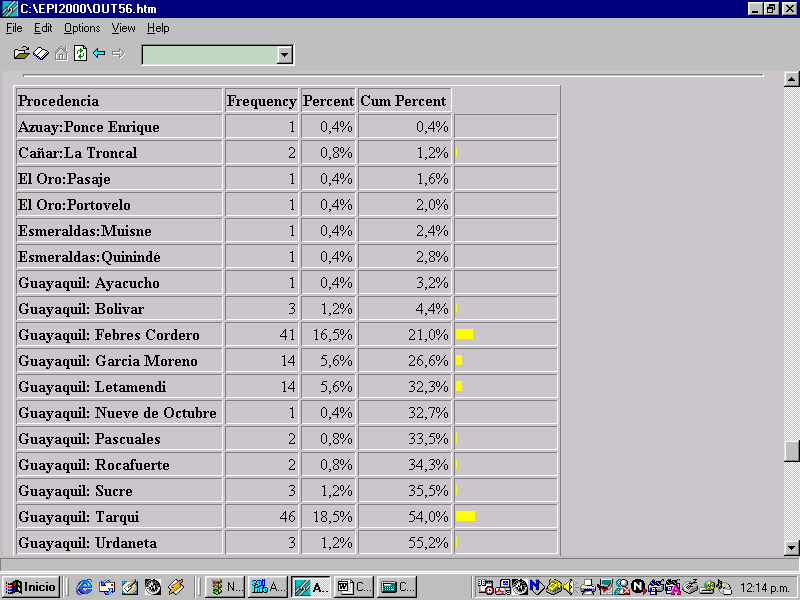 C:\EPI2000\OUT56.htm
File Edit Options View Help
Procedencia Frequency Percent Cum Percent
Azuay:Ponce Enrique 1 0,4% 0,4%
Cañar:La Troncal 2 0,8% 1,2%
El Oro:Pasaje 1 0,4% 1,6%
El Oro:Portovelo 1 0,4% 2,0%
Esmeraldas:Muisne 1 0,4% 2,4%
Esmeraldas:Quinindé 1 0,4% 2,8%
Guayaquil: Ayacucho 1 0,4% 3,2%
Guayaquil: Bolivar 3 1,2% 4,4%
Guayaquil: Febres Cordero 41 16,5% 21,0%
Guayaquil: Garcia Moreno 14 5,6% 26,6%
Guayaquil: Letamendi 14 5,6% 32,3%
Guayaquil: Nueve de Octubre 1 0,4% 32,7%
Guayaquil: Pascuales 2 0,8% 33,5%
Guayaquil: Rocafuerte 2 0,8% 34,3%
Guayaquil: Sucre 3 1,2% 35,5%
Guayaquil: Tarqui 46 18,5% 54,0%
Guayaquil: Urdaneta 3 1,2% 55,2%
Inicio N... A... A... C... C... 12:14 p.m.